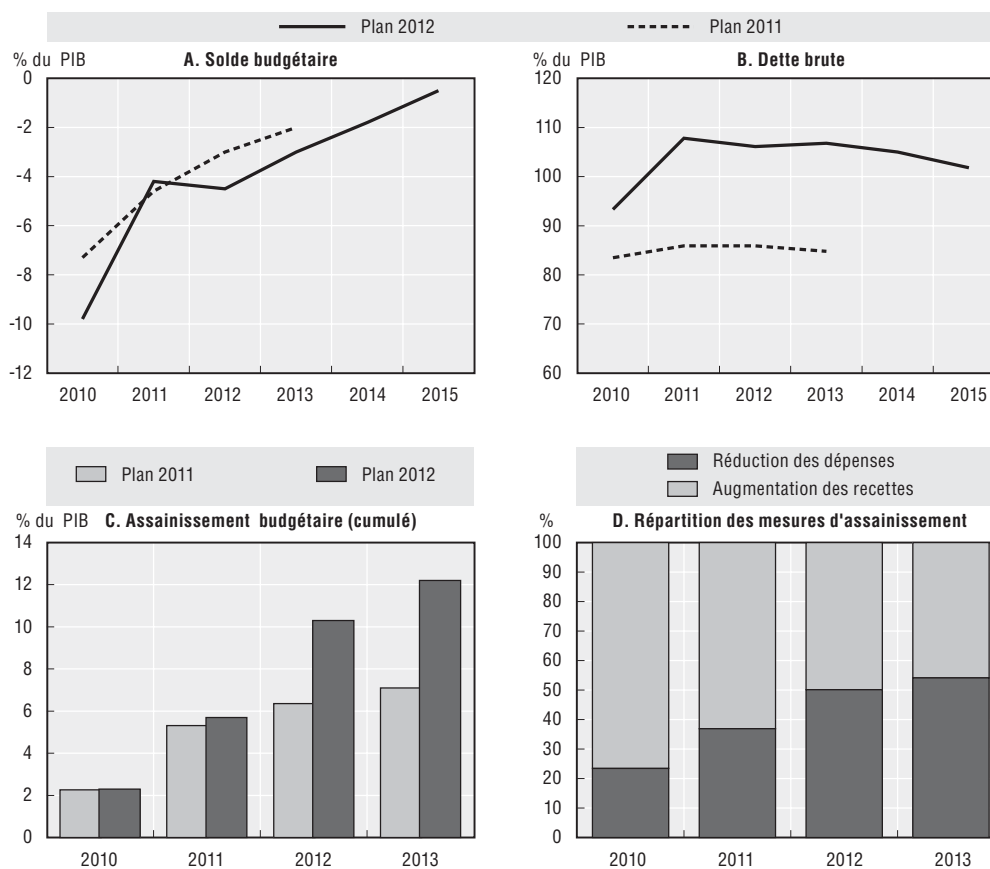 Plan 2012 Plan 2011
% du PIB A. Solde budgétaire
0
-2
-4
-6
-8
-10
-12
2010 2011 2012 2013 2014 2015
% du PIB B. Dette brute
120
110
100
90
80
70
60
2010 2011 2012 2013 2014 2015
Plan 2011 Plan 2012
% du PIB C. Assainissement budgétaire (cumulé)
14
12
10
8
6
4
2
0
2010 2011 2012 2013
Réduction des dépenses
Augmentation des recettes
% D. Répartition des mesures d'assainissement
100
90
80
70
60
50
40
30
20
10
0
2010 2011 2012 2013